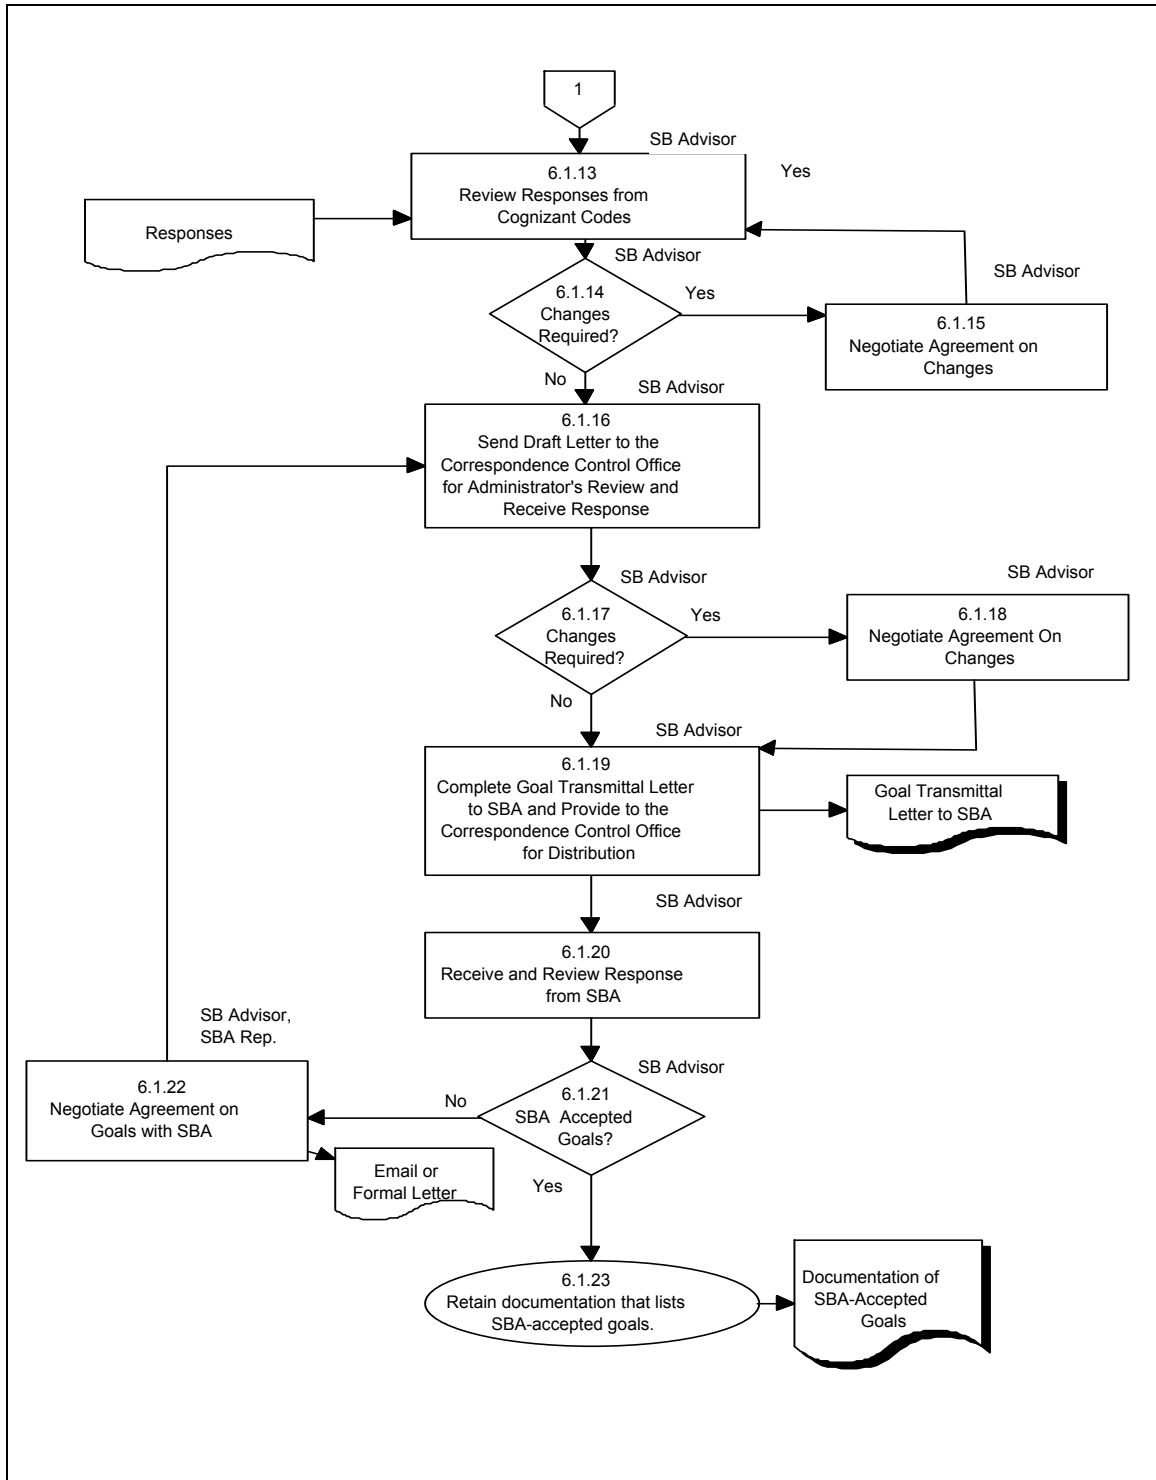 1
SB Advisor
6.1.13
Review Responses from
Cognizant Codes
Yes
Responses
SB Advisor
6.1.14
Changes
Required?
Yes
SB Advisor
6.1.15
Negotiate Agreement on
Changes
No
SB Advisor
6.1.16
Send Draft Letter to the
Correspondence Control Office
for Administrator's Review and
Receive Response
SB Advisor
6.1.17
Changes
Required?
Yes
SB Advisor
6.1.18
Negotiate Agreement On
Changes
No
SB Advisor
6.1.19
Complete Goal Transmittal Letter
to SBA and Provide to the
Correspondence Control Office
for Distribution
Goal Transmittal
Letter to SBA
SB Advisor
6.1.20
Receive and Review Response
from SBA
SB Advisor
6.1.21
SBA Accepted
Goals?
No
SB Advisor,
SBA Rep.
6.1.22
Negotiate Agreement on
Goals with SBA
Email or
Formal Letter
Yes
6.1.23
Retain documentation that lists
SBA-accepted goals.
Documentation of
SBA-Accepted
Goals